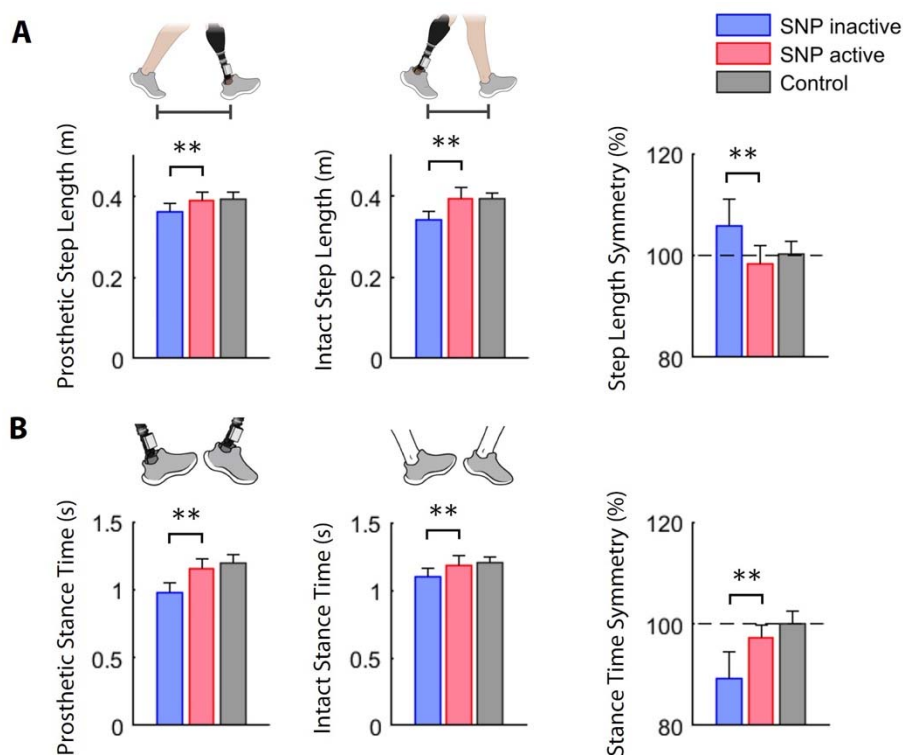 A
SNP inactive
SNP active
Control
Prosthetic Step Length (m)
**
0.4
0.2
0
Intact Step Length (m)
**
0.4
0.2
0
Step Length Symmetry (%)
**
120
100
80
B
Prosthetic Stance Time (s)
**
1.5
1
0.5
0
Intact Stance Time (s)
**
1.5
1
0.5
0
Stance Time Symmetry (%)
**
120
100
80